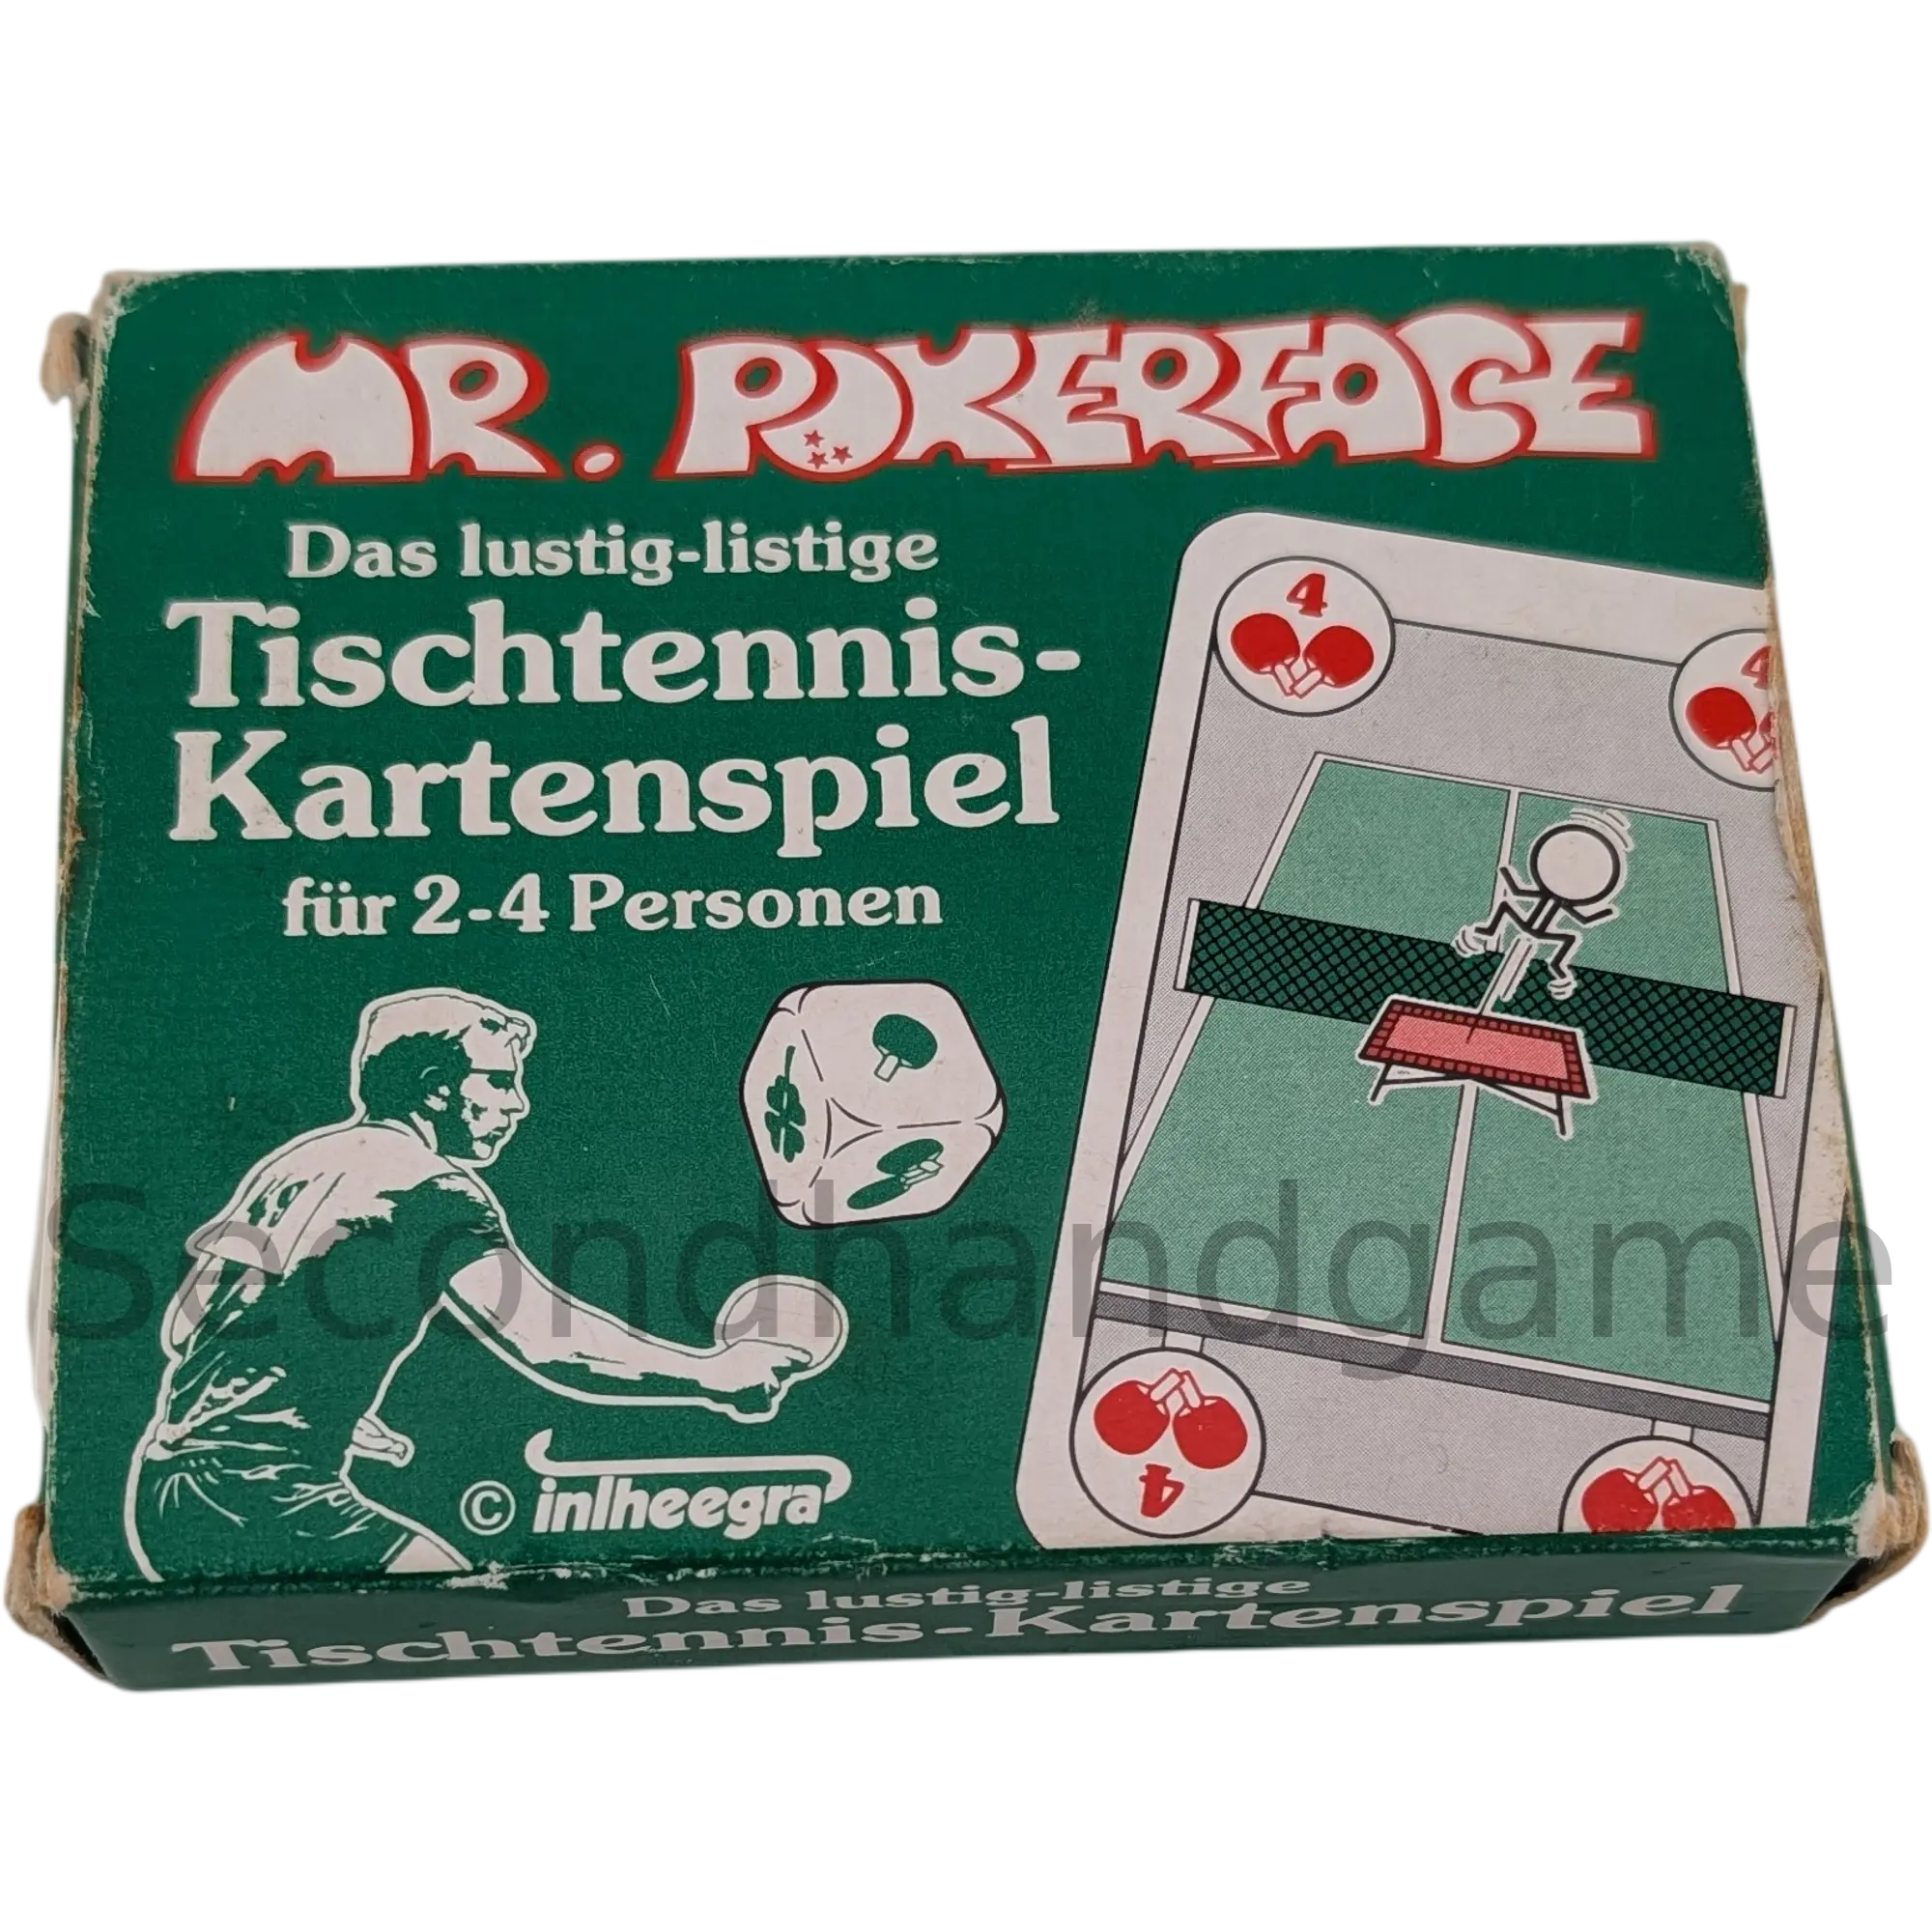 MR. POKERFACE
Das lustig-listige
Tischtennis-
Kartenspiel
für 2-4 Personen
4
4
Secondhandgame
4
© inlheegra
Das lustig-listige
Tischtennis-Kartenspiel